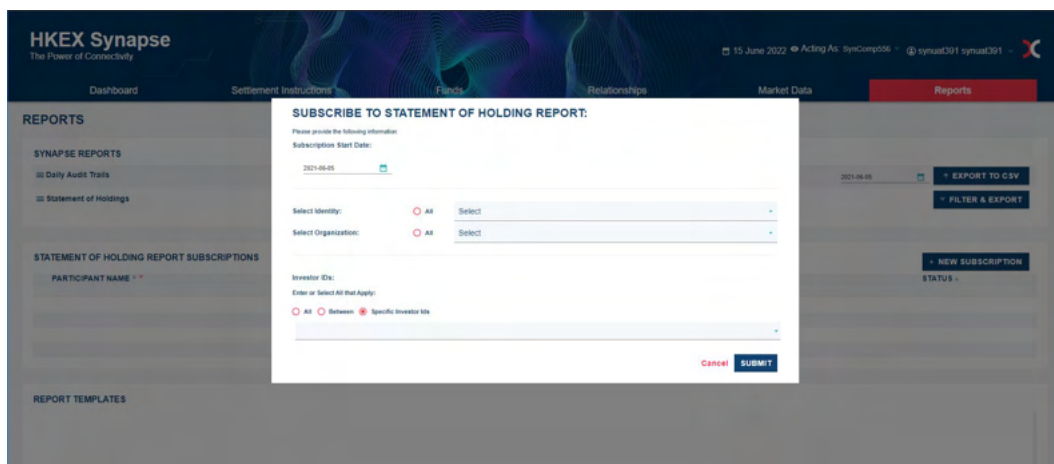 HKEX Synapse
The Power of Connectivity
15 June 2022 Acting As: SynComp556 synuat391 synuat391
Dashboard Settlement Instructions Funds Relationships Market Data Reports
REPORTS
SYNAPSE REPORTS
Daily Audit Trails 2021-06-05 EXPORT TO CSV
Statement of Holdings FILTER & EXPORT
STATEMENT OF HOLDING REPORT SUBSCRIPTIONS + NEW SUBSCRIPTION
PARTICIPANT NAME STATUS
SUBSCRIBE TO STATEMENT OF HOLDING REPORT:
Please provide the following information:
Subscription Start Date:
2021-06-05
Select Identity: All Select
Select Organization: All Select
Investor IDs:
Enter or Select All that Apply:
All Between Specific Investor Ids
Cancel SUBMIT
REPORT TEMPLATES